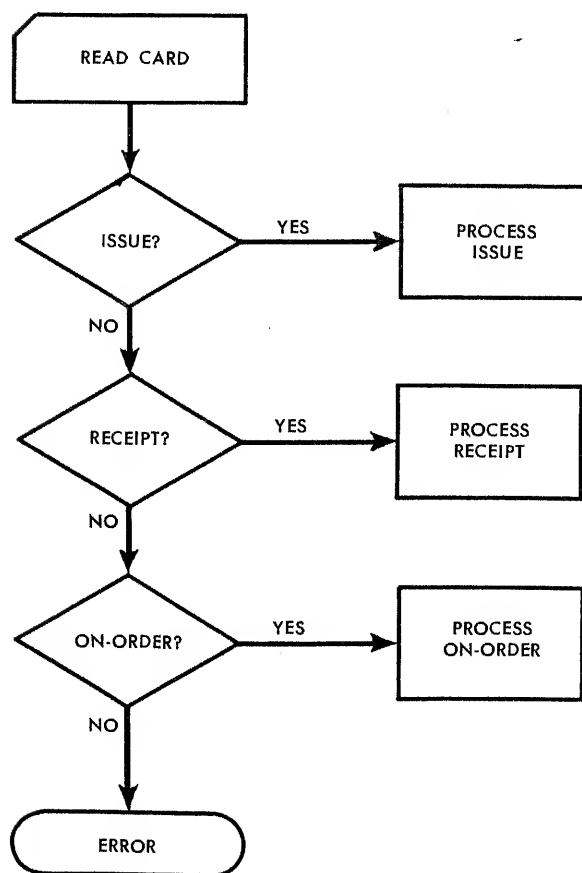 READ CARD
ISSUE?
YES
PROCESS
ISSUE
NO
RECEIPT?
YES
PROCESS
RECEIPT
NO
ON-ORDER?
YES
PROCESS
ON-ORDER
NO
ERROR